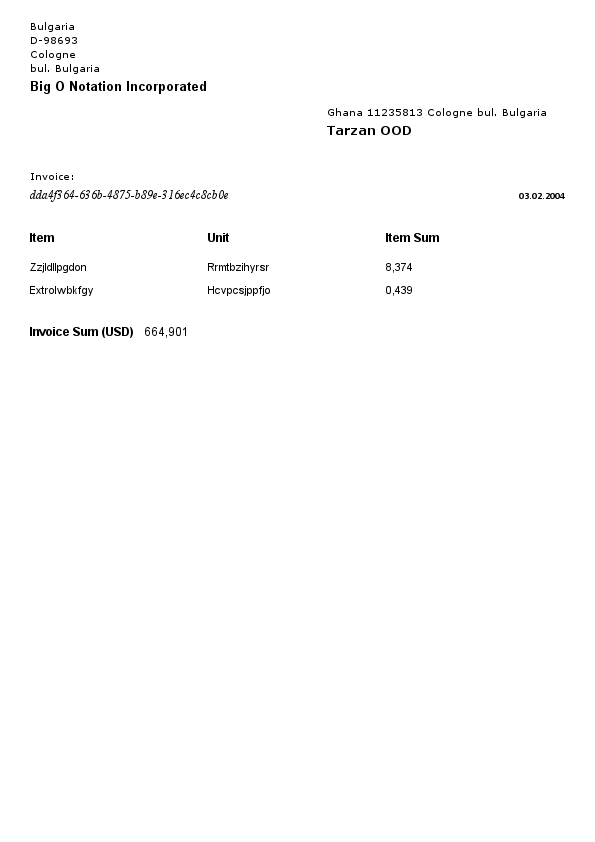 Bulgaria
D-98693
Cologne
bul. Bulgaria
Big O Notation Incorporated
Ghana 11235813 Cologne bul. Bulgaria
Tarzan OOD
Invoice:
dda4f364-636b-4875-b89e-316ec4c8cb0e 03.02.2004
Item Unit Item Sum
Zzjldllpgdon Rrmtbzihyrsr 8,374
Extrolwbkfgy Hcvpcsjppfjo 0,439
Invoice Sum (USD) 664,901